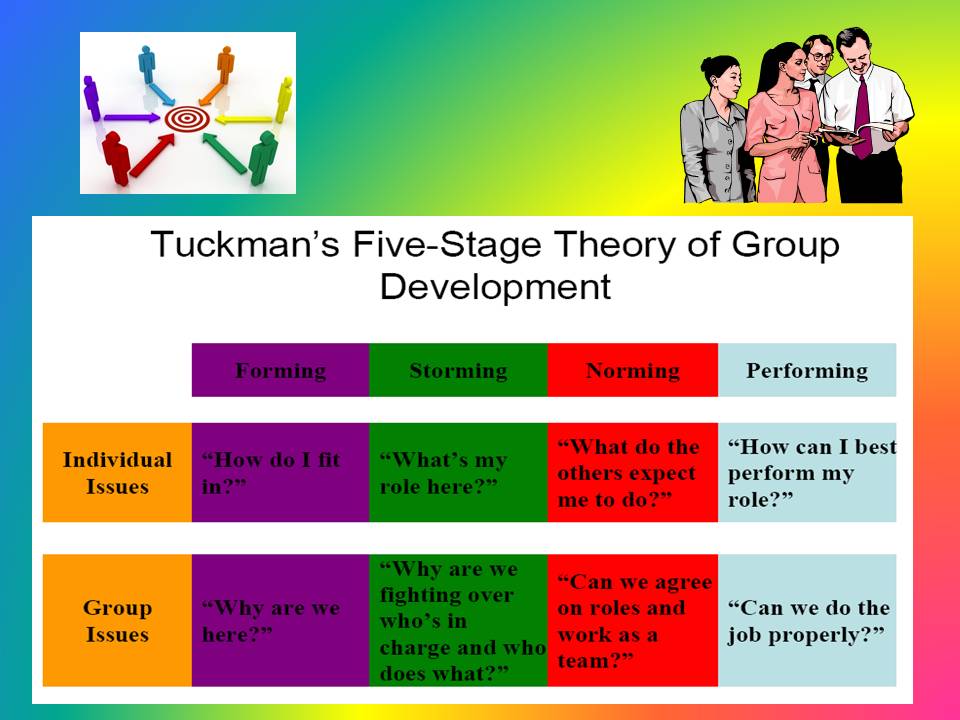 Tuckman’s Five-Stage Theory of Group
Development
Forming Storming Norming Performing
Individual
Issues
“How do I fit
in?”
“What’s my
role here?”
“What do the
others expect
me to do?”
“How can I best
perform my
role?”
Group
Issues
“Why are we
here?”
“Why are we
fighting over
who’s in
charge and who
does what?”
“Can we agree
on roles and
work as a
team?”
“Can we do the
job properly?”